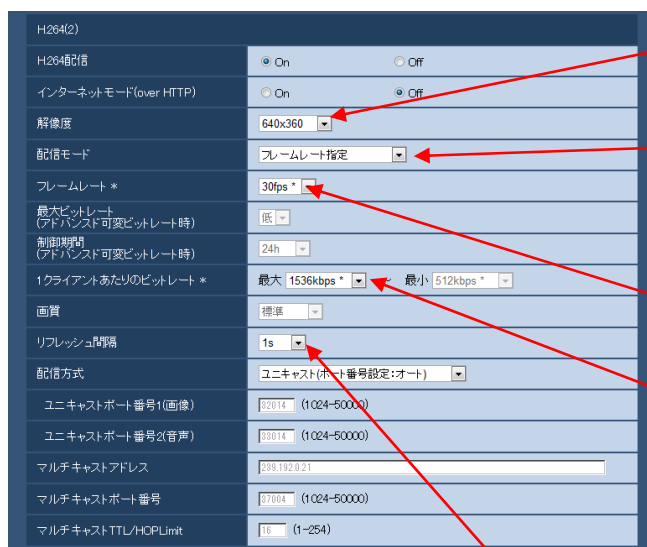 H.264(2)
H.264配信 On Off
インターネットモード(over HTTP) On Off
解像度 640x360
配信モード フレームレート指定
フレームレート * 30fps *
最大ビットレート
(アドバンスド可変ビットレート時) 低
制御期間
(アドバンスド可変ビットレート時) 24h
1クライアントあたりのビットレート * 最大 1536kbps * ~ 最小 512kbps *
画質 標準
リフレッシュ間隔 1s
配信方式 ユニキャスト(ポート番号設定:オート)
ユニキャストポート番号1(画像) 32014 (1024-50000)
ユニキャストポート番号2(音声) 33014 (1024-50000)
マルチキャストアドレス 239.192.0.21
マルチキャストポート番号 37004 (1024-50000)
マルチキャストTTL/HOPLimit 16 (1-254)